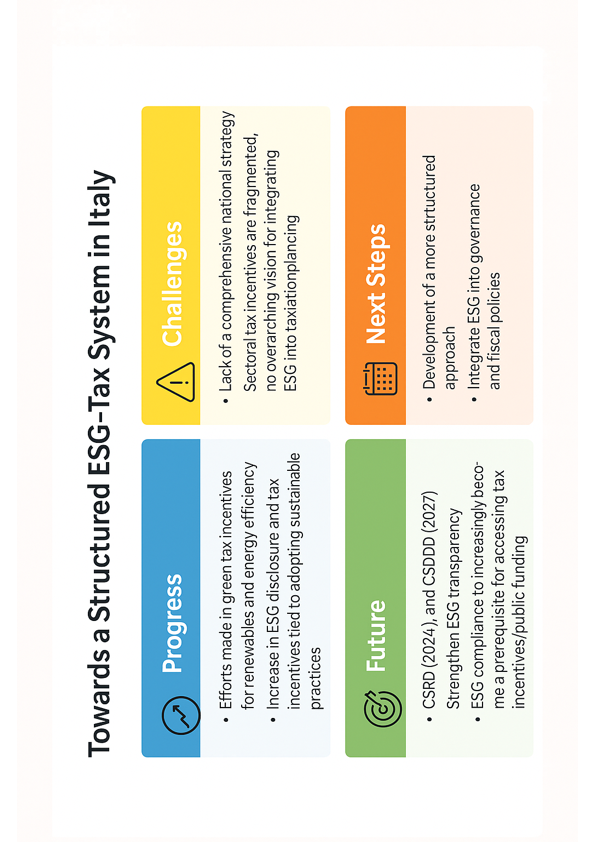 Towards a Structured ESG-Tax System in Italy
Progress
• Efforts made in green tax incentives
for renewables and energy efficiency
• Increase in ESG disclosure and tax
incentives tied to adopting sustainable
practices
Challenges
• Lack of a comprehensive national strategy
Sectoral tax incentives are fragmented,
no overarching vision for integrating
ESG into taxiationplancing
Future
• CSRD (2024), and CSDDD (2027)
Strengthen ESG transparency
• ESG compliance to increasingly beco-
me a prerequisite for accessing tax
incentives/public funding
Next Steps
• Development of a more strtuctured
approach
• Integrate ESG into governance
and fiscal policies